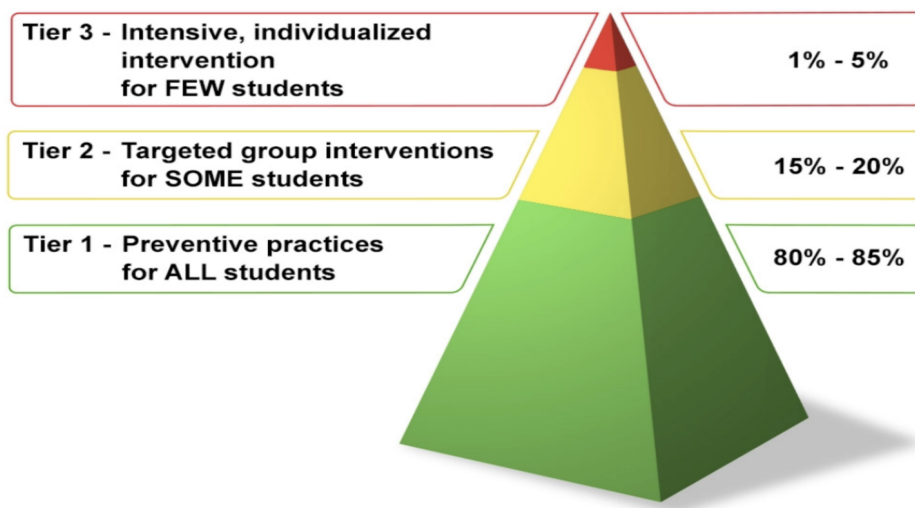 Tier 3 - Intensive, individualized
intervention
for FEW students
1% - 5%
Tier 2 - Targeted group interventions
for SOME students
15% - 20%
Tier 1 - Preventive practices
for ALL students
80% - 85%